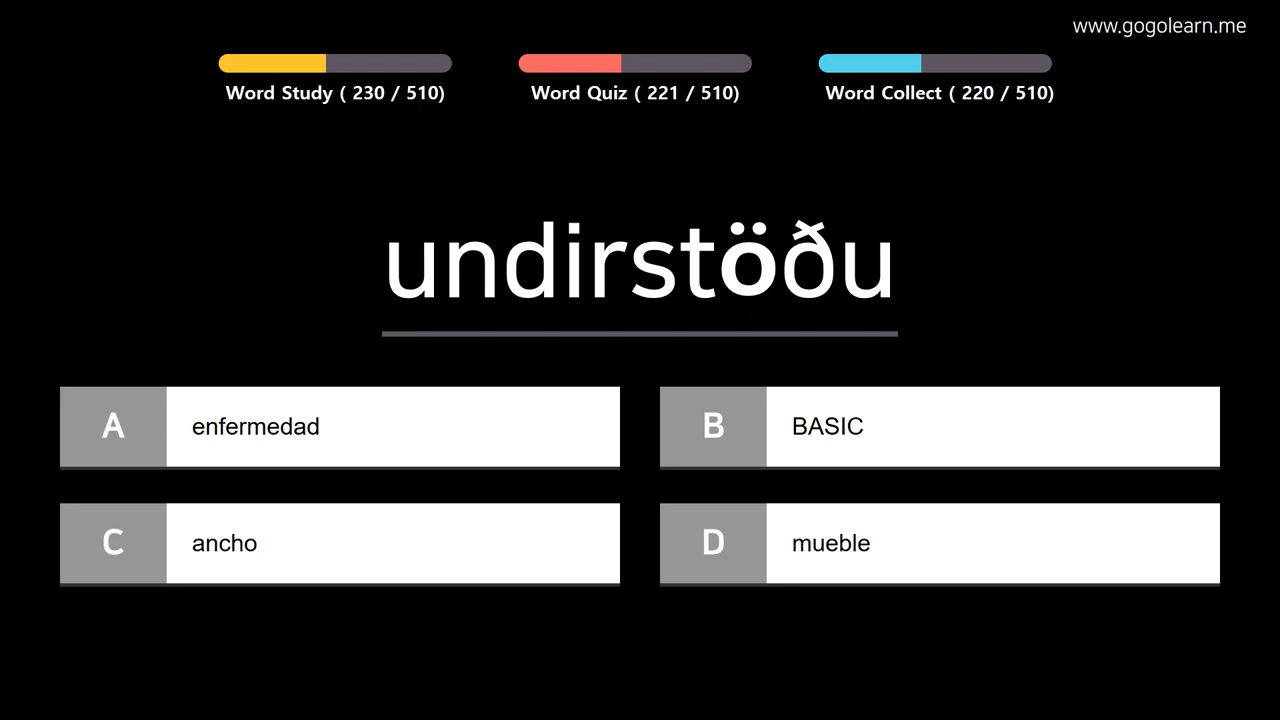 www.gogolearn.me
Word Study ( 230 / 510)
Word Quiz ( 221 / 510)
Word Collect ( 220 / 510)
undirstöðu
A enfermedad
B BASIC
C ancho
D mueble